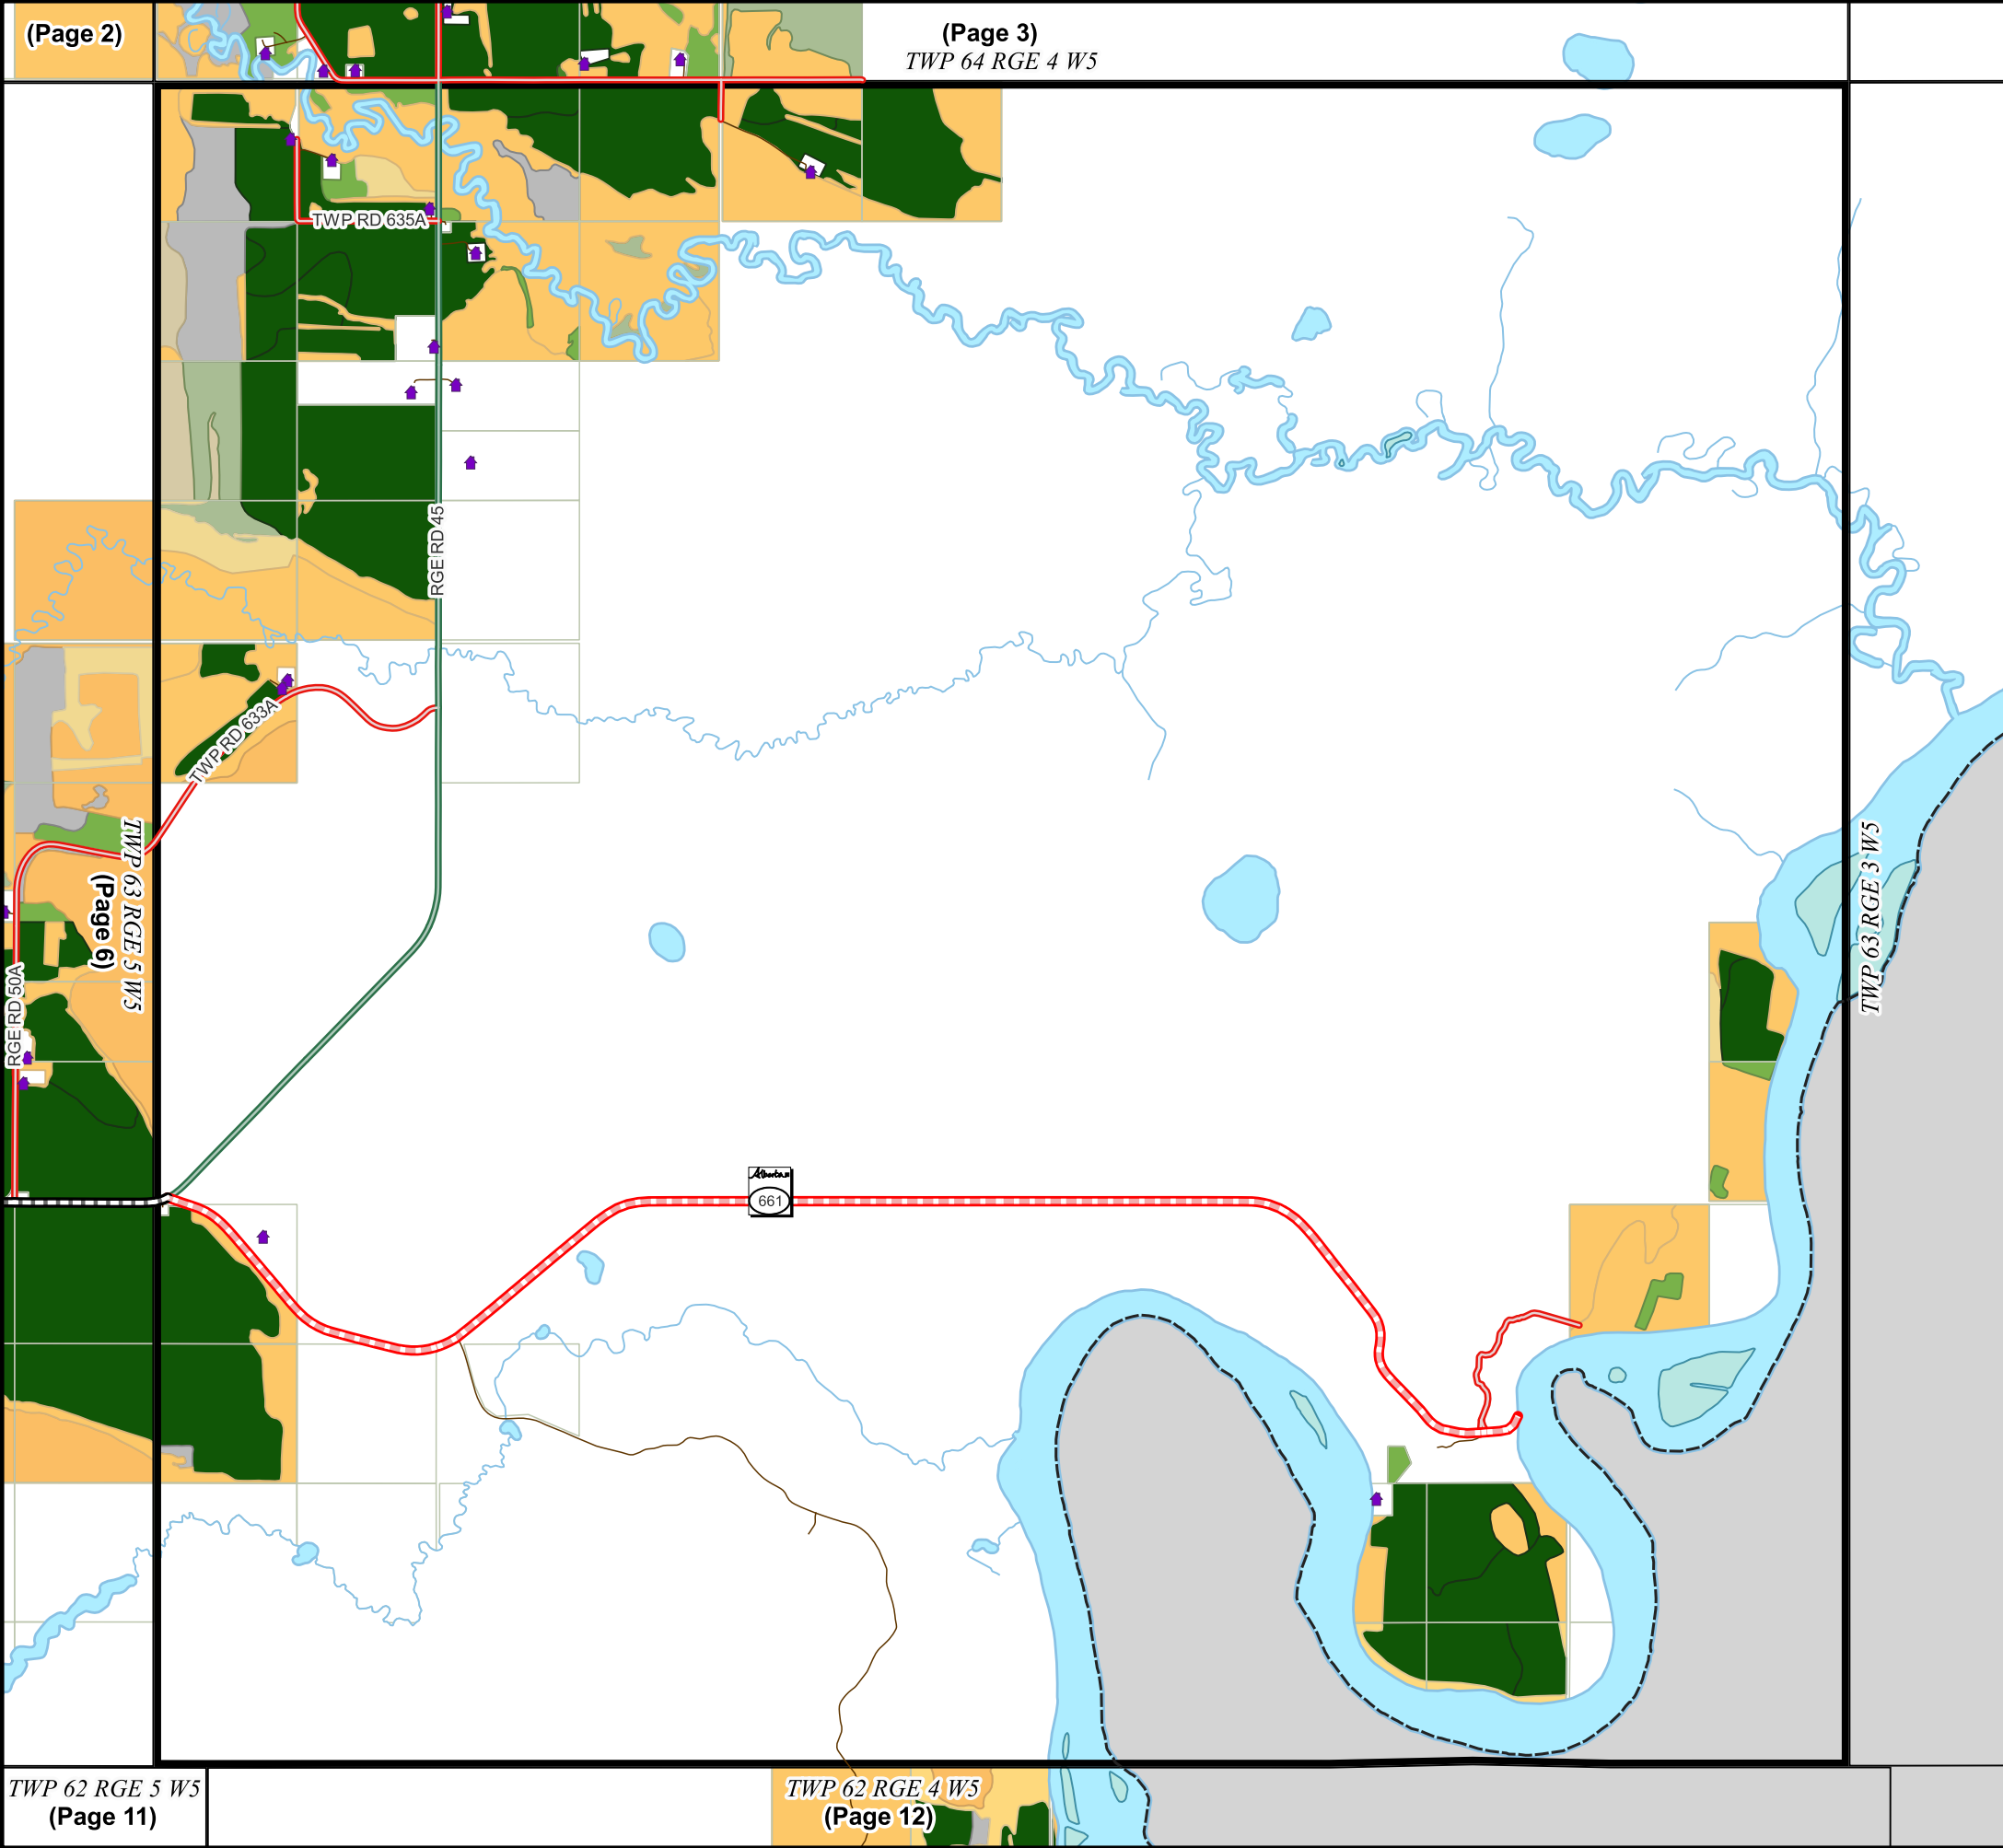 (Page 2)
(Page 3)
TWP 64 RGE 4 W5
TWP RD 635A
RGE RD 45
TWP RD 633A
TWP 63 RGE 5 W5
(Page 6)
TWP 63 RGE 3 W5
RGE RD 50A
Alberta
661
TWP 62 RGE 5 W5
(Page 11)
TWP 62 RGE 4 W5
(Page 12)